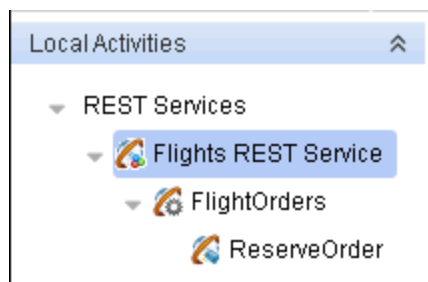 Local Activities
REST Services
Flights REST Service
FlightOrders
ReserveOrder